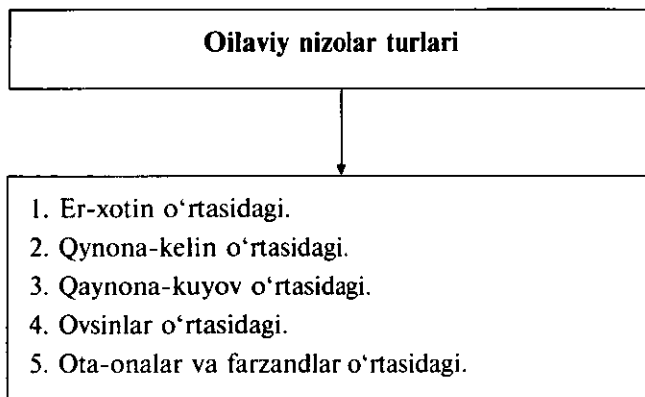 Oilaviy nizolar turlari
1. Er-xotin o‘rtasidagi.
2. Qynona-kelin o‘rtasidagi.
3. Qaynona-kuyov o‘rtasidagi.
4. Ovsinlar o‘rtasidagi.
5. Ota-onalar va farzandlar o‘rtasidagi.